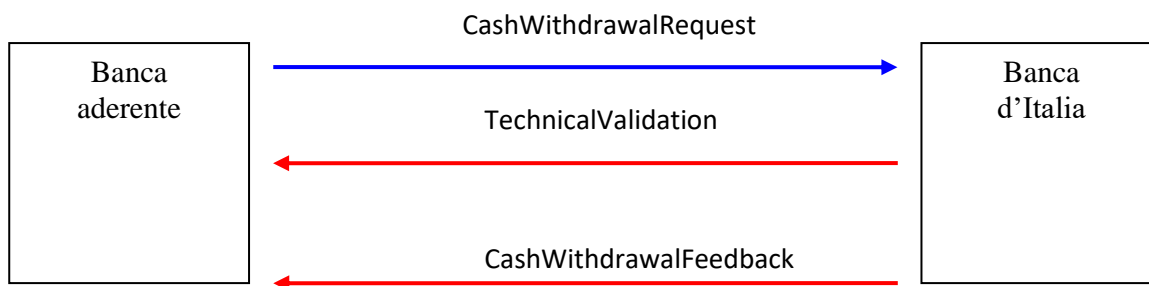 CashWithdrawalRequest
Banca
aderente
TechnicalValidation
Banca
d’Italia
CashWithdrawalFeedback